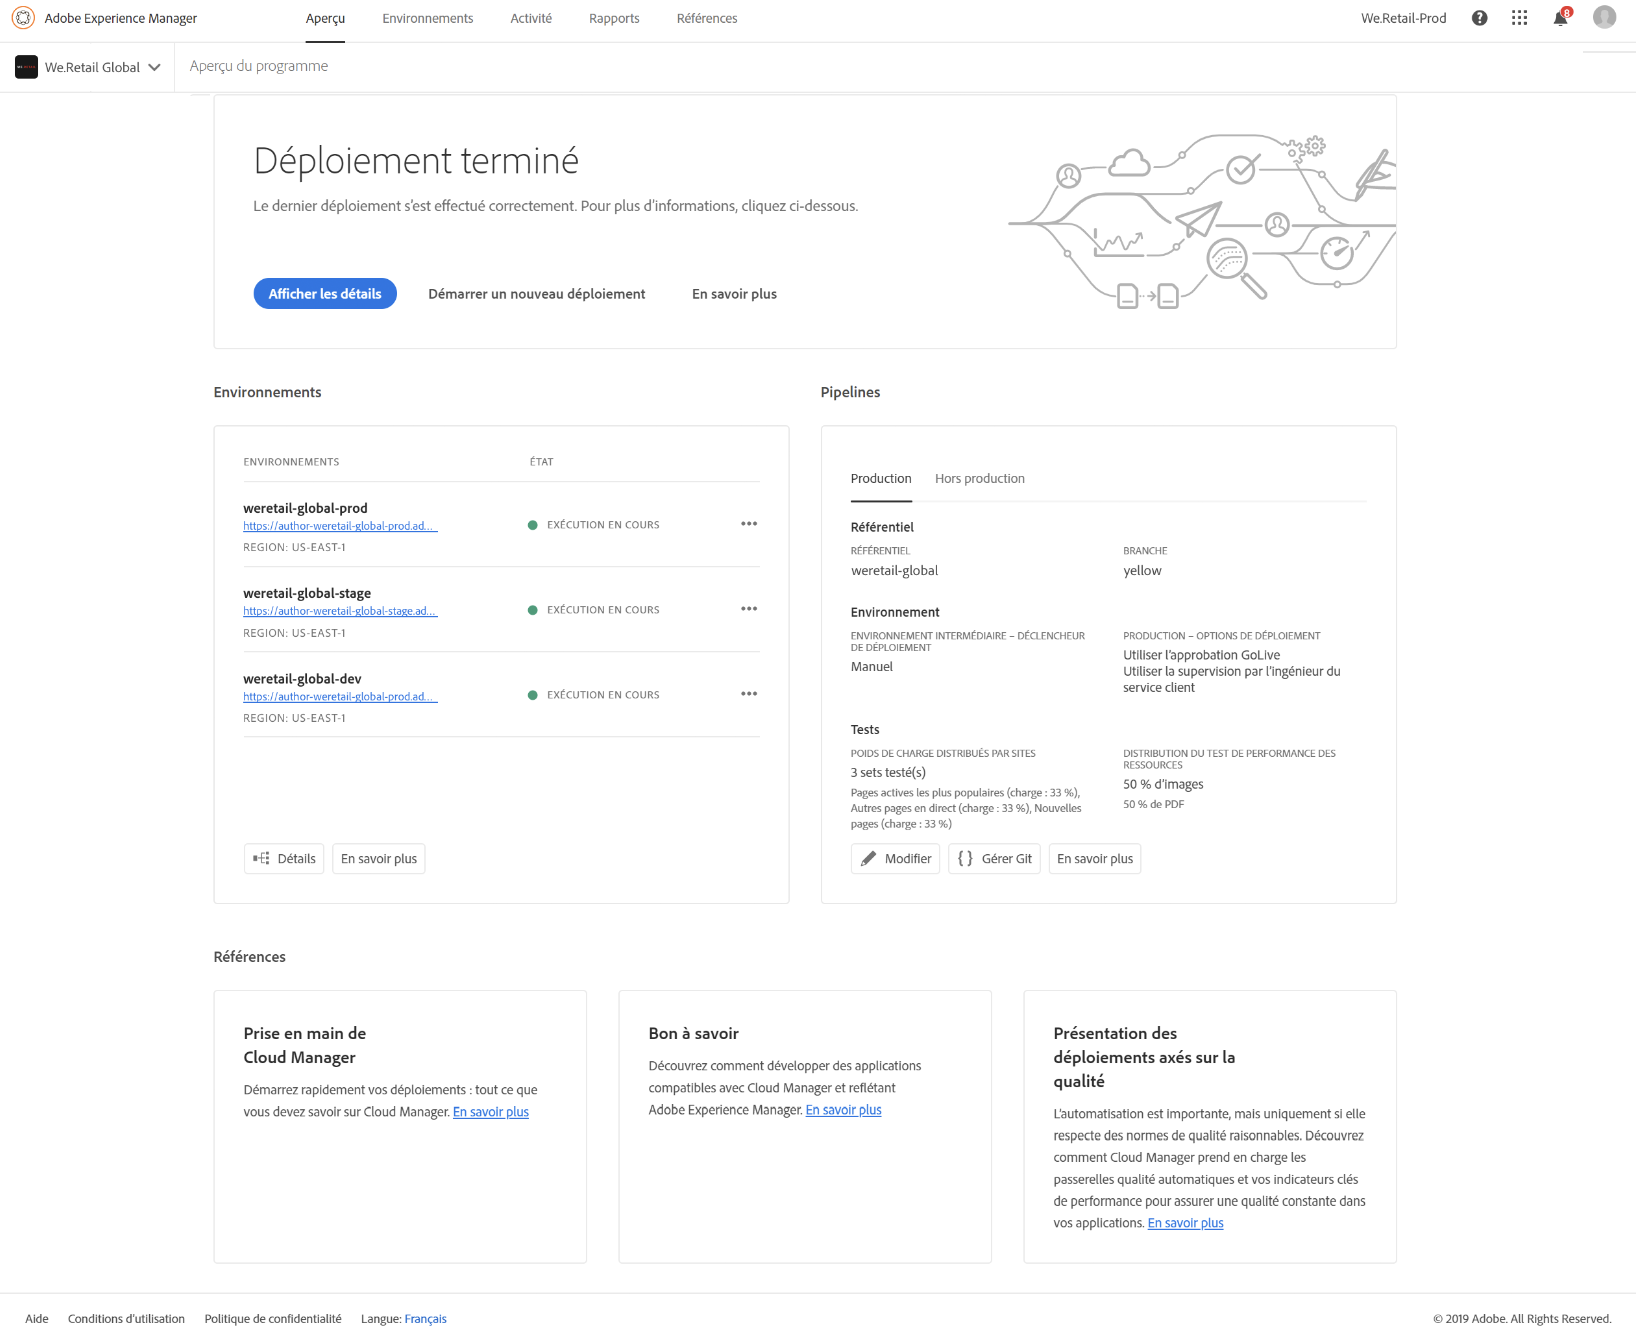 Adobe Experience Manager
Aperçu
Environnements
Activité
Rapports
Références
We.Retail-Prod
8
We.Retail Global
Aperçu du programme
Déploiement terminé
Le dernier déploiement s'est effectué correctement. Pour plus d'informations, cliquez ci-dessous.
Afficher les détails
Démarrer un nouveau déploiement
En savoir plus
Environnements
ENVIRONNEMENTS
ÉTAT
weretail-global-prod
https://author-weretail-global-prod.ad...
REGION: US-EAST-1
EXÉCUTION EN COURS
weretail-global-stage
https://author-weretail-global-stage.ad...
REGION: US-EAST-1
EXÉCUTION EN COURS
weretail-global-dev
https://author-weretail-global-prod.ad...
REGION: US-EAST-1
EXÉCUTION EN COURS
Détails
En savoir plus
Pipelines
Production
Hors production
Référentiel
RÉFÉRENTIEL
weretail-global
BRANCHE
yellow
Environnement
ENVIRONNEMENT INTERMÉDIAIRE – DÉCLENCHEUR
DE DÉPLOIEMENT
Manuel
PRODUCTION – OPTIONS DE DÉPLOIEMENT
Utiliser l'approbation GoLive
Utiliser la supervision par l'ingénieur du
service client
Tests
POIDS DE CHARGE DISTRIBUÉS PAR SITES
3 sets testé(s)
Pages actives les plus populaires (charge : 33 %),
Autres pages en direct (charge : 33 %), Nouvelles
pages (charge : 33 %)
DISTRIBUTION DU TEST DE PERFORMANCE DES
RESSOURCES
50 % d'images
50 % de PDF
Modifier
Gérer Git
En savoir plus
Références
Prise en main de
Cloud Manager
Démarrez rapidement vos déploiements : tout ce que
vous devez savoir sur Cloud Manager. En savoir plus
Bon à savoir
Découvrez comment développer des applications
compatibles avec Cloud Manager et reflétant
Adobe Experience Manager. En savoir plus
Présentation des
déploiements axés sur la
qualité
L'automatisation est importante, mais uniquement si elle
respecte des normes de qualité raisonnables. Découvrez
comment Cloud Manager prend en charge les
passerelles qualité automatiques et vos indicateurs clés
de performance pour assurer une qualité constante dans
vos applications. En savoir plus
Aide
Conditions d'utilisation
Politique de confidentialité
Langue: Français
© 2019 Adobe. All Rights Reserved.